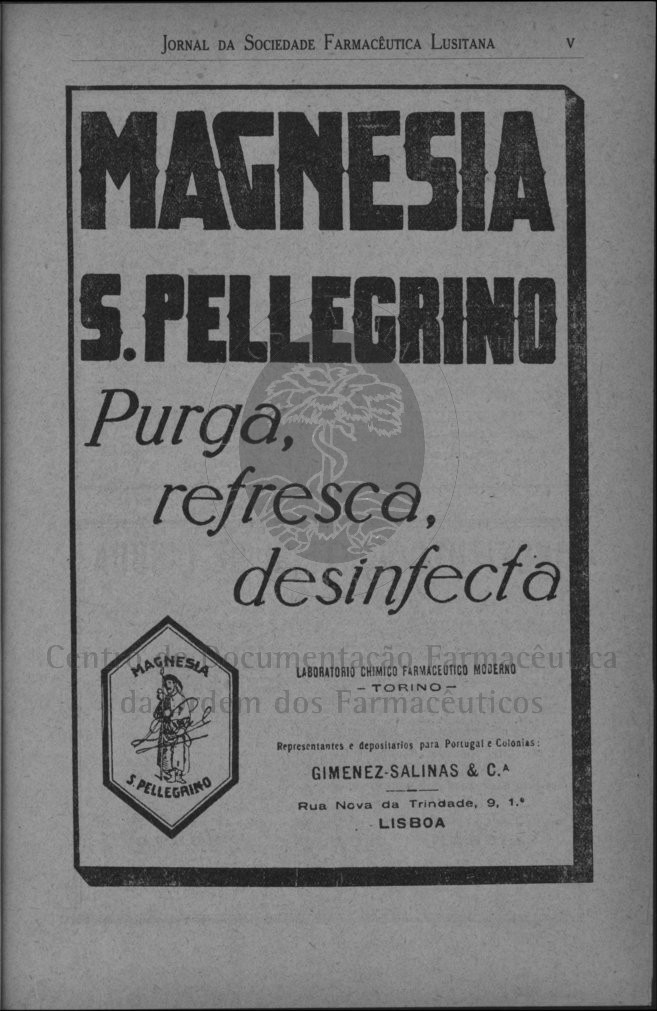 JORNAL DA SOCIEDADE FARMACÊUTICA LUSITANA V
MAGNESIA
S. PELLEGRINO
Purga,
refresca,
desinfecta
MAGNESIA
S. PELLEGRINO
LABORATORIO CHIMICO FARMACEUTICO MODERNO
– TORINO –
Representantes e depositarios para Portugal e Colonias:
GIMENEZ-SALINAS & C.ᴬ
Rua Nova da Trindade, 9, 1.º
LISBOA
Centro de Documentação Farmacêutica
da Ordem dos Farmacêuticos